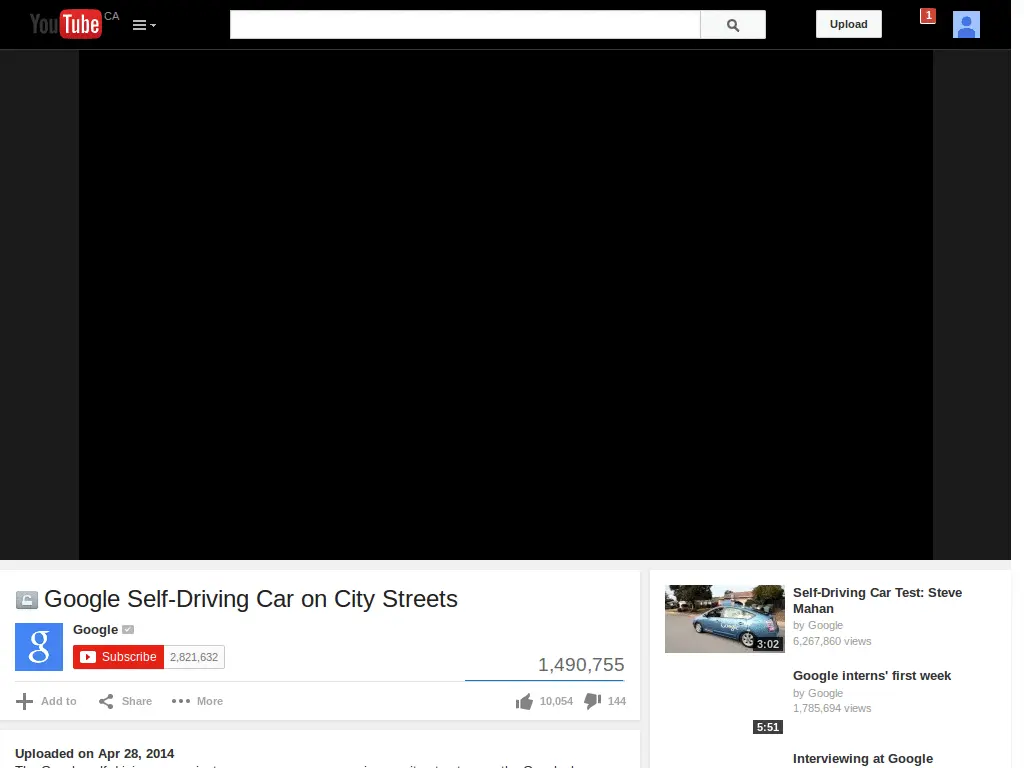 YouTube CA
Upload
1
Google Self-Driving Car on City Streets
Google
Subscribe 2,821,632
1,490,755
Add to Share More 10,054 144
Uploaded on Apr 28, 2014
Self-Driving Car Test: Steve
Mahan
by Google
6,267,860 views
3:02
Google
Google interns' first week
by Google
1,785,694 views
5:51
Interviewing at Google